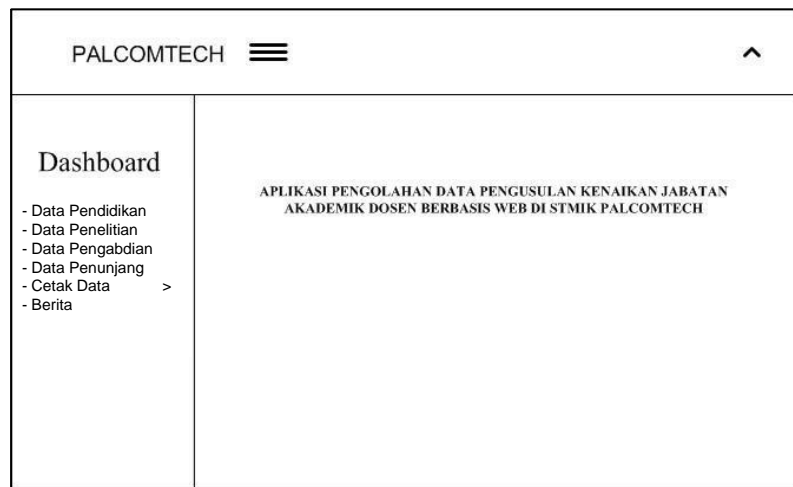 PALCOMTECH
Dashboard
- Data Pendidikan
- Data Penelitian
- Data Pengabdian
- Data Penunjang
- Cetak Data >
- Berita
APLIKASI PENGOLAHAN DATA PENGUSULAN KENAIKAN JABATAN
AKADEMIK DOSEN BERBASIS WEB DI STMIK PALCOMTECH